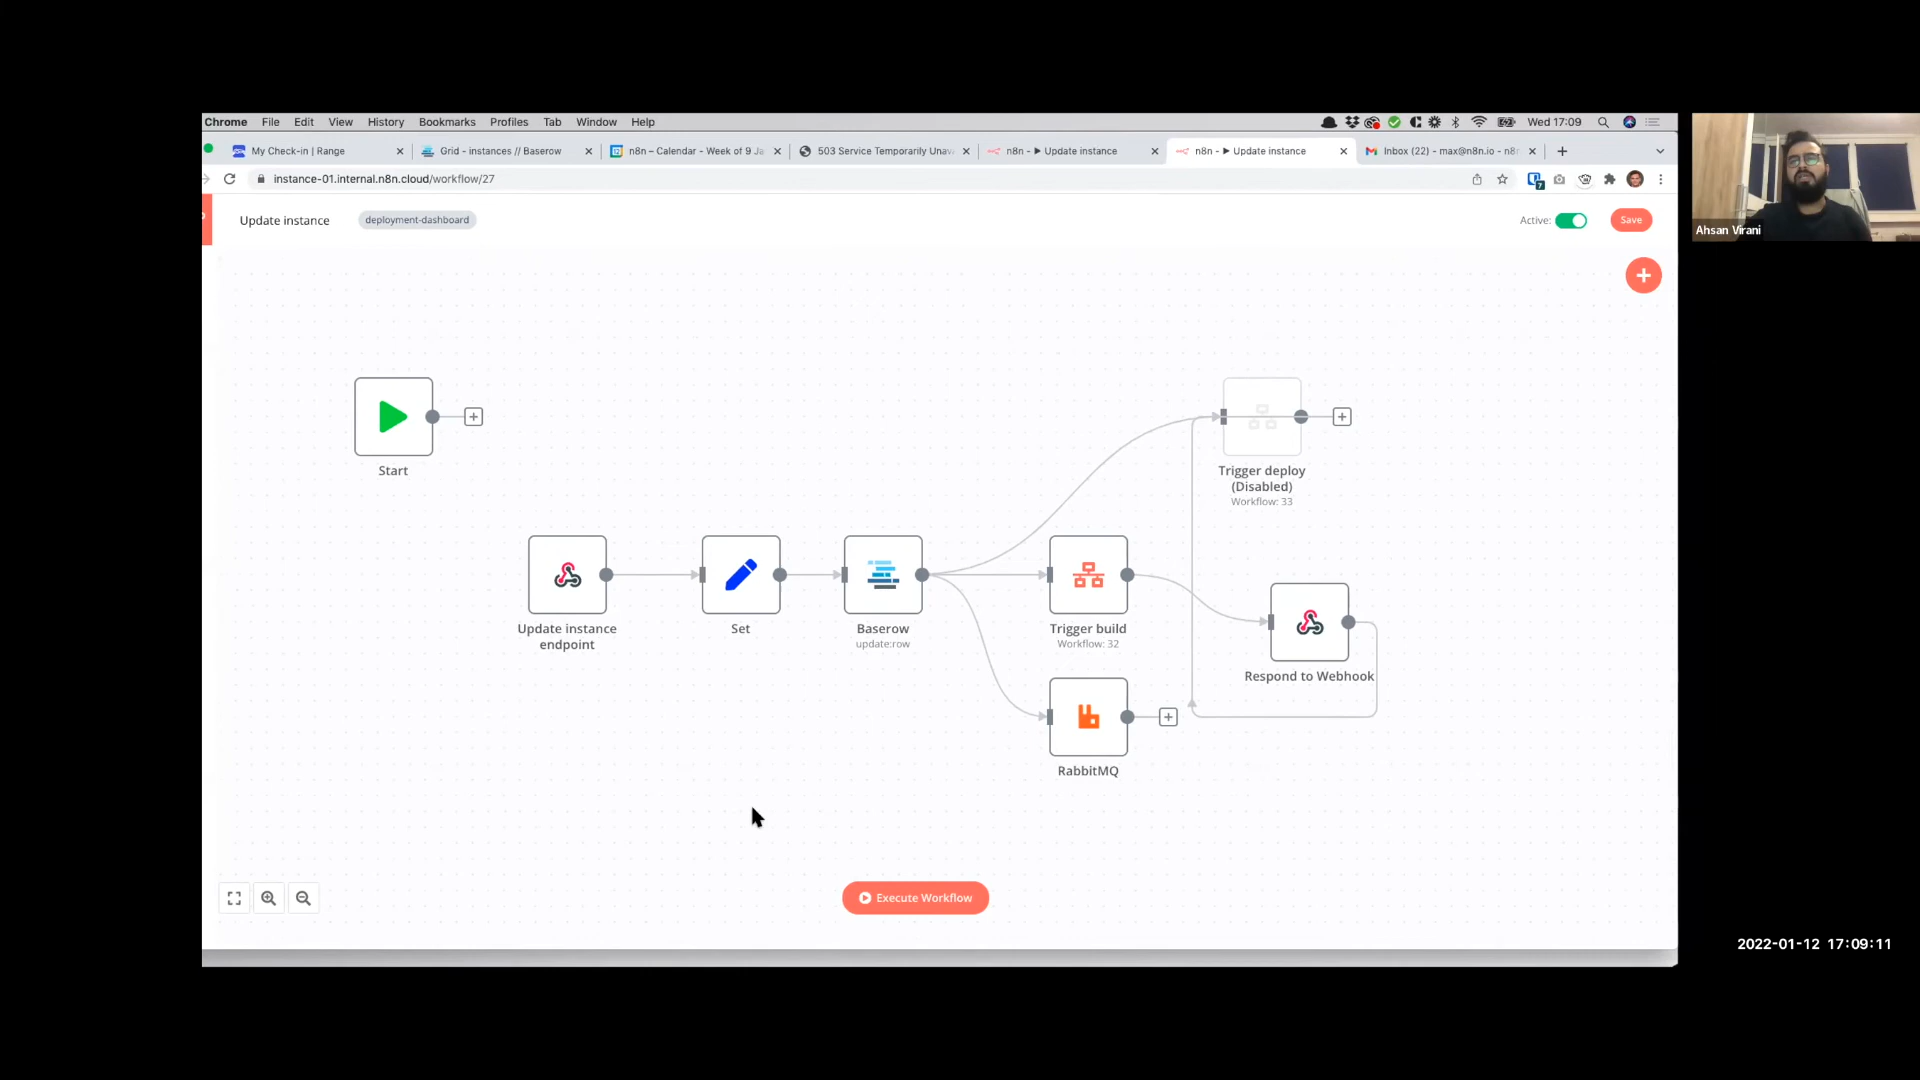 Chrome File Edit View History Bookmarks Profiles Tab Window Help
Wed 17:09
My Check-in | Range
Grid - instances // Baserow
n8n – Calendar - Week of 9 Ja
503 Service Temporarily Unav
n8n - ▶ Update instance
n8n - ▶ Update instance
Inbox (22) - max@n8n.io - n8n
instance-01.internal.n8n.cloud/workflow/27
7
Update instance
deployment-dashboard
Active:
Save
Ahsan Virani
Start
Trigger deploy
(Disabled)
Workflow: 33
Update instance
endpoint
Set
Baserow
update:row
Trigger build
Workflow: 32
Respond to Webhook
RabbitMQ
Execute Workflow
2022-01-12 17:09:11